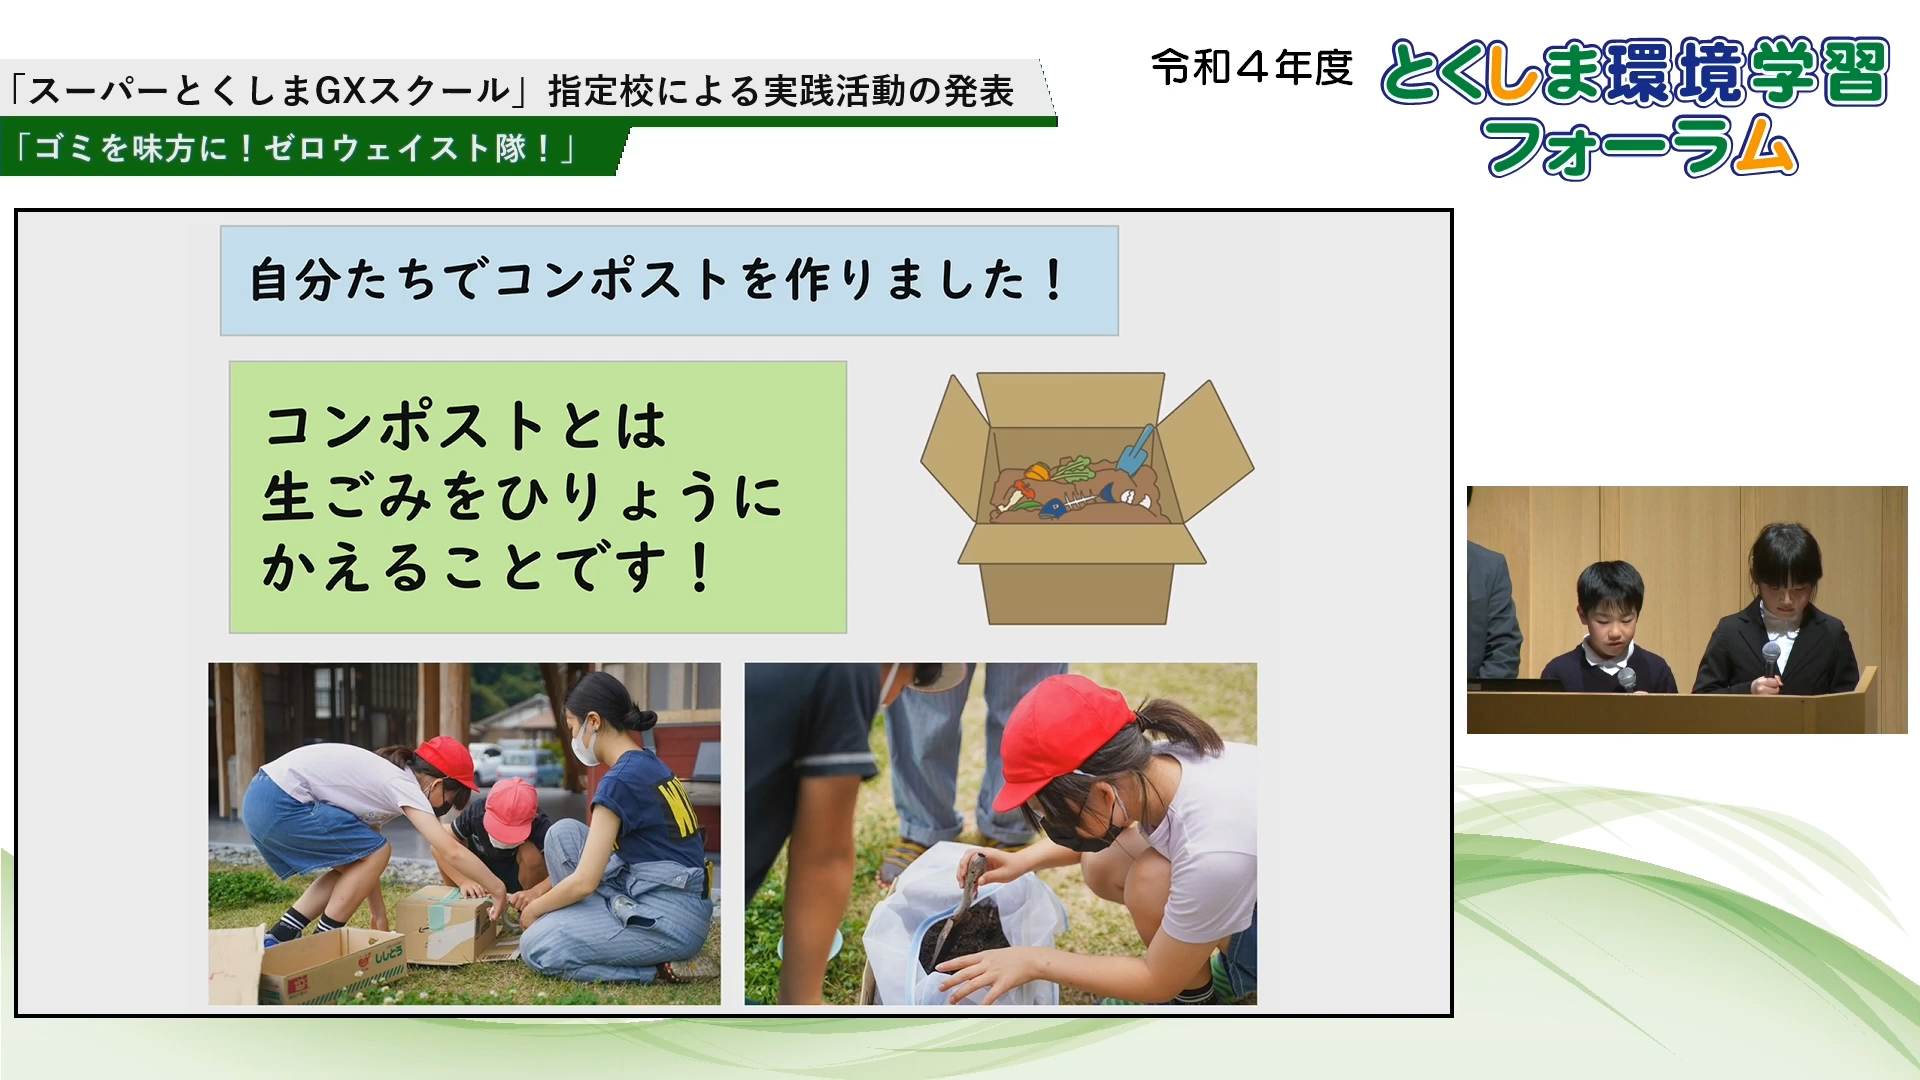 「スーパーとくしまGXスクール」指定校による実践活動の発表
「ゴミを味方に！ゼロウェイスト隊！」
令和４年度
とくしま環境学習
フォーラム
自分たちでコンポストを作りました！
コンポストとは
生ごみをひりょうに
かえることです！
ししとう